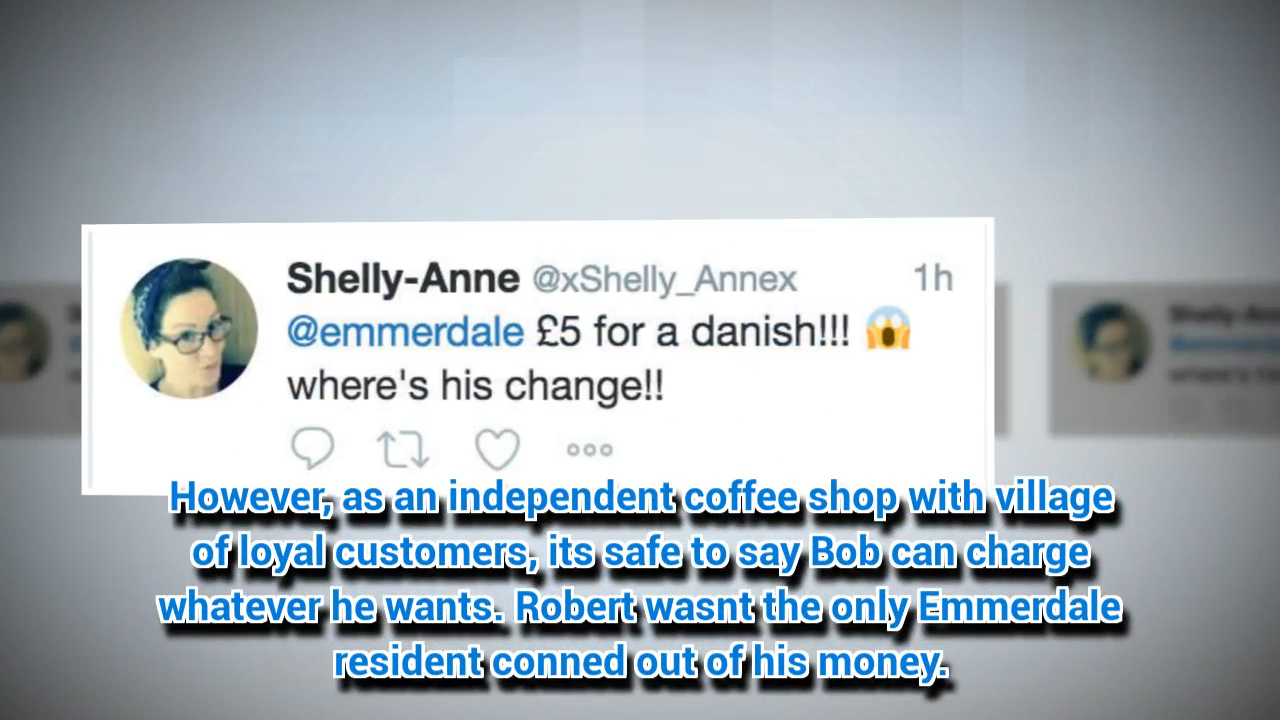 Shelly-Anne @xShelly_Annex 1h
@emmerdale £5 for a danish!!! 😱
where's his change!!
However, as an independent coffee shop with village
of loyal customers, its safe to say Bob can charge
whatever he wants. Robert wasnt the only Emmerdale
resident conned out of his money.